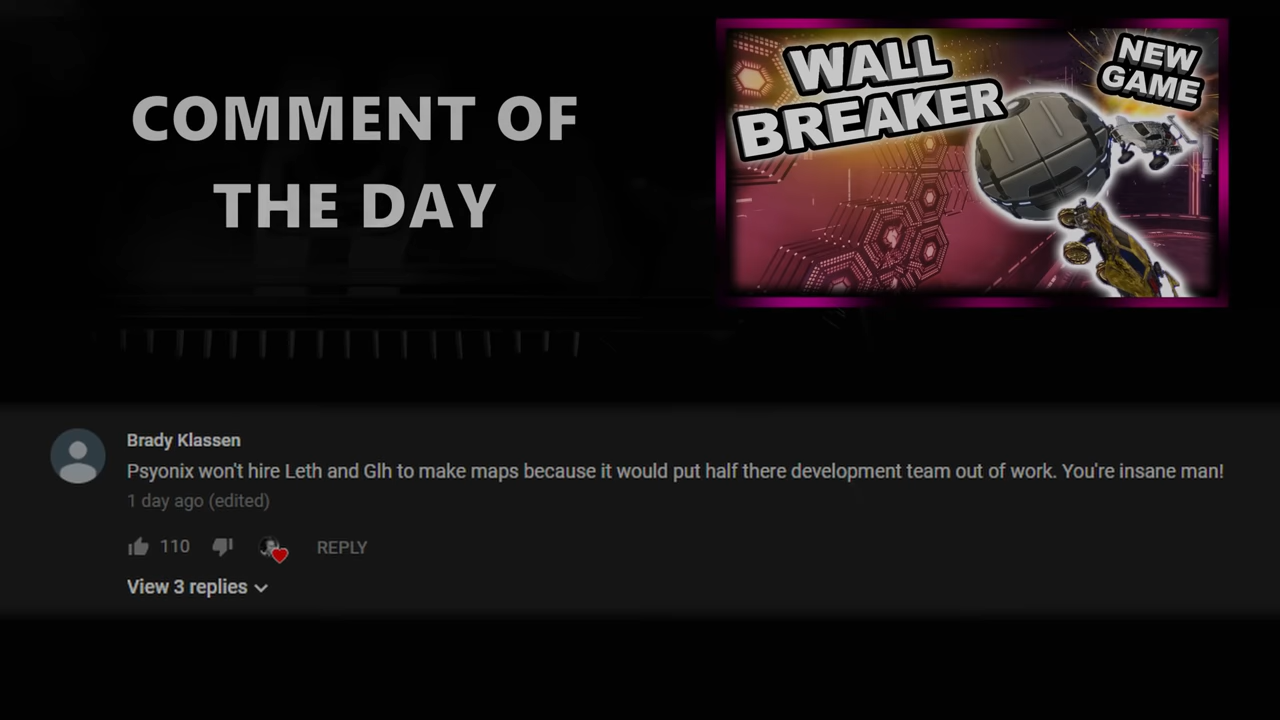 COMMENT OF
THE DAY
WALL
BREAKER
NEW
GAME
Brady Klassen
Psyonix won't hire Leth and Glh to make maps because it would put half there development team out of work. You're insane man!
1 day ago (edited)
110
REPLY
View 3 replies